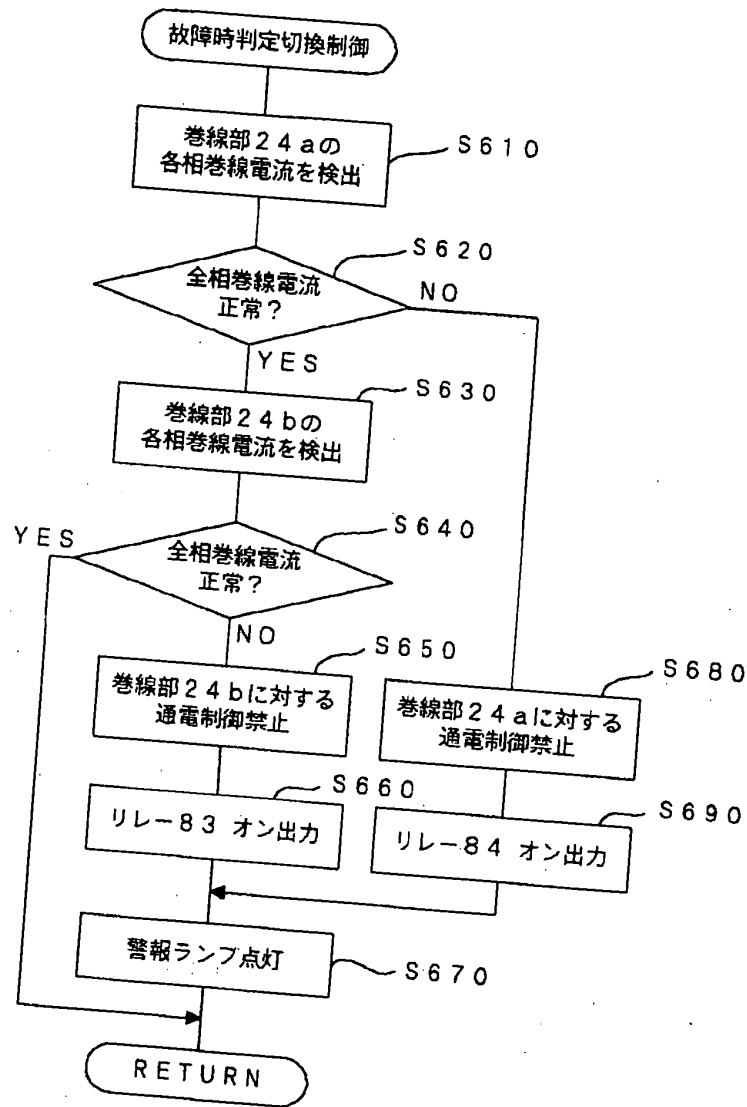 故障時判定切換制御
巻線部24aの
各相巻線電流を検出
S610
S620
全相巻線電流
正常?
NO
YES
S630
巻線部24bの
各相巻線電流を検出
S640
YES
全相巻線電流
正常?
NO
S650
巻線部24bに対する
通電制御禁止
S680
巻線部24aに対する
通電制御禁止
S660
リレー83 オン出力
S690
リレー84 オン出力
警報ランプ点灯
S670
RETURN